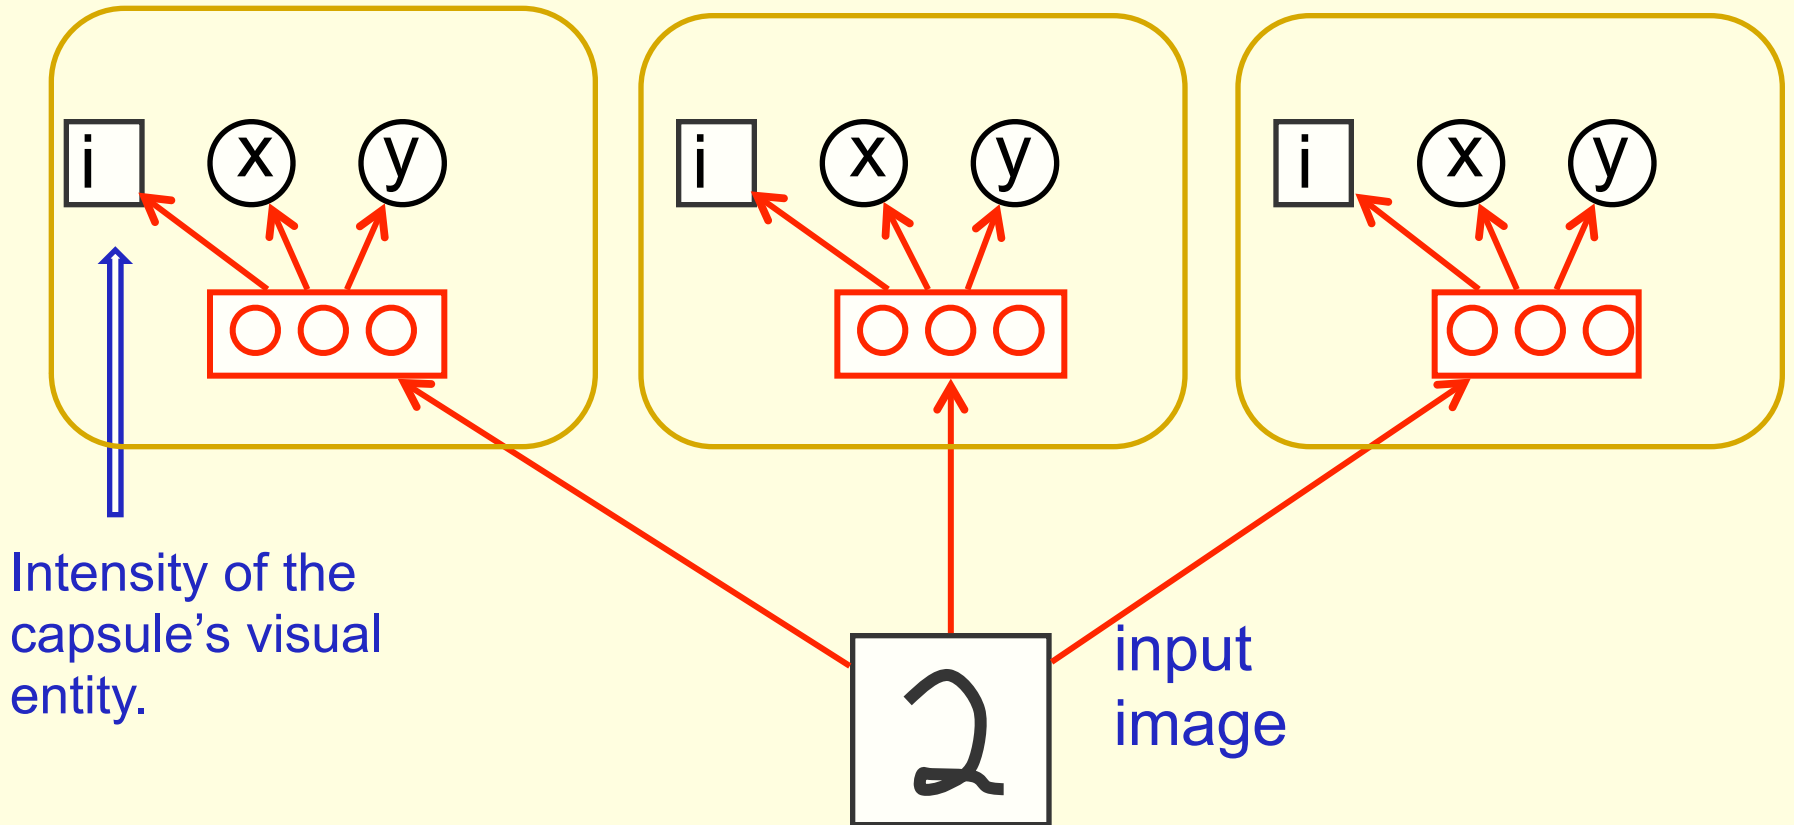 i x y i x y i x y
Intensity of the
capsule’s visual
entity.
input
image
2